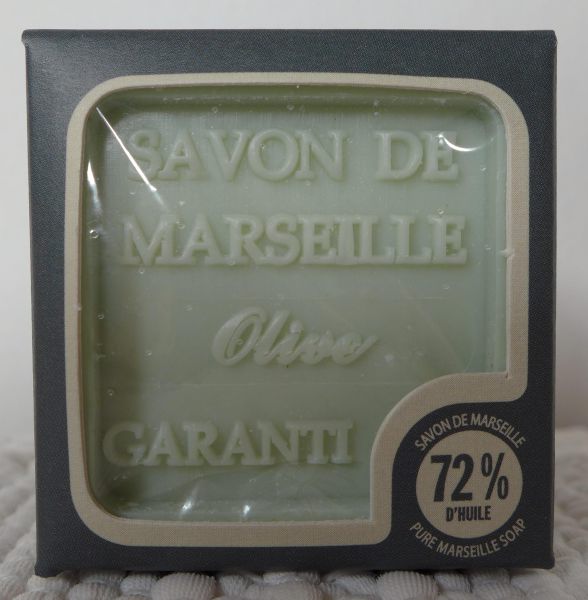 SAVON DE
MARSEILLE
Olive
GARANTI
SAVON DE MARSEILLE
72%
D'HUILE
PURE MARSEILLE SOAP